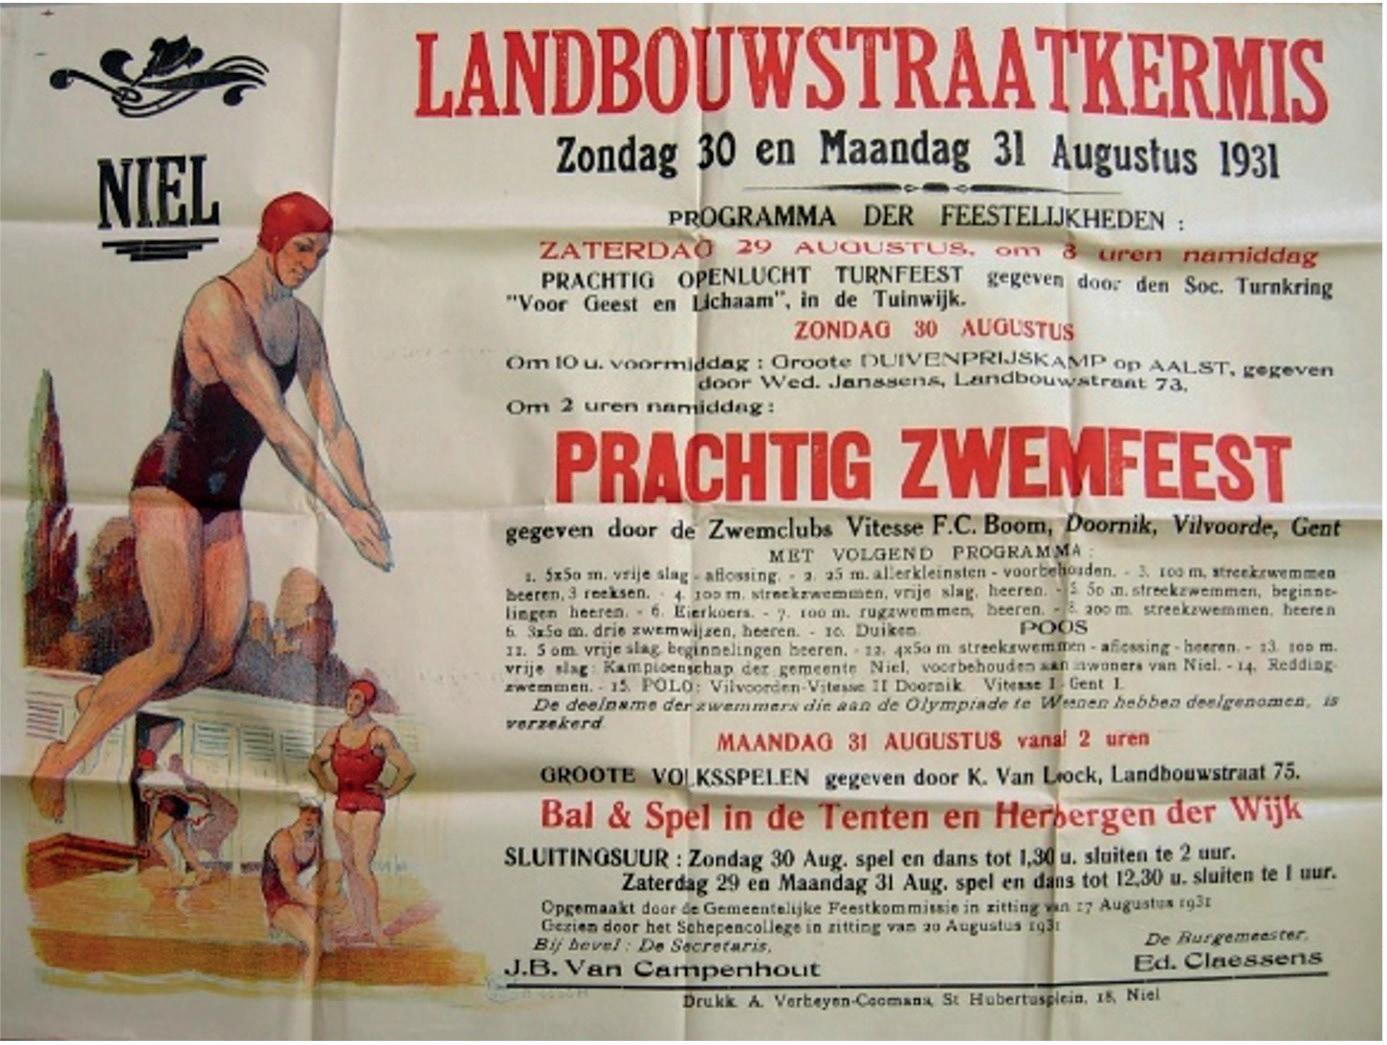 LANDBOUWSTRAATKERMIS
Zondag 30 en Maandag 31 Augustus 1931
NIEL
PROGRAMMA DER FEESTELIJKHEDEN :
ZATERDAG 29 AUGUSTUS, om 8 uren namiddag
PRACHTIG OPENLUCHT TURNFEEST gegeven door den Soc. Turnkring
"Voor Geest en Lichaam", in de Tuinwijk.
ZONDAG 30 AUGUSTUS
Om 10 u. voormiddag : Groote DUIVENPRIJSKAMP op AALST, gegeven
door Wed. Janssens, Landbouwstraat 73.
Om 2 uren namiddag :
PRACHTIG ZWEMFEEST
gegeven door de Zwemclubs Vitesse F.C. Boom, Doornik, Vilvoorde, Gent
MET VOLGEND PROGRAMMA :
1. 5x50 m. vrije slag - aflossing. - 2. 25 m. allerkleinsten - voorbehouden. - 3. 100 m. streekzwemmen
heeren, 3 reeksen. - 4. 100 m. streekzwemmen, vrije slag, heeren. - 5. 50 m. streekzwemmen, beginne-
lingen heeren. - 6. Eierkoers. - 7. 100 m. rugzwemmen, heeren. - 8. 200 m. streekzwemmen, heeren
6. 3x50 m. drie zwemwijzen, heeren. - 10. Duiken. POOS
11. 5 om. vrije slag, beginnelingen heeren. - 12. 4x50 m. streekzwemmen - aflossing - heeren. - 13. 100 m.
vrije slag : Kampioenschap der gemeente Niel, voorbehouden aan inwoners van Niel. - 14. Redding-
zwemmen. - 15. POLO : Vilvoorden-Vitesse II Doornik. Vitesse I - Gent I.
De deelname der zwemmers die aan de Olympiade te Weenen hebben deelgenomen, is
verzekerd.
MAANDAG 31 AUGUSTUS vanaf 2 uren
GROOTE VOLKSSPELEN gegeven door K. Van Loock, Landbouwstraat 75.
Bal & Spel in de Tenten en Herbergen der Wijk
SLUITINGSUUR : Zondag 30 Aug. spel en dans tot 1,30 u. sluiten te 2 uur.
Zaterdag 29 en Maandag 31 Aug. spel en dans tot 12,30 u. sluiten te 1 uur.
Opgemaakt door de Gemeentelijke Feestkommissie in zitting van 17 Augustus 1931
Gezien door het Schepencollege in zitting van 20 Augustus 1931
Bij bevel : De Secretaris,
J.B. Van Campenhout
De Burgemeester,
Ed. Claessens
Drukk. A. Verheyen-Coomans, St Hubertusplein, 18, Niel